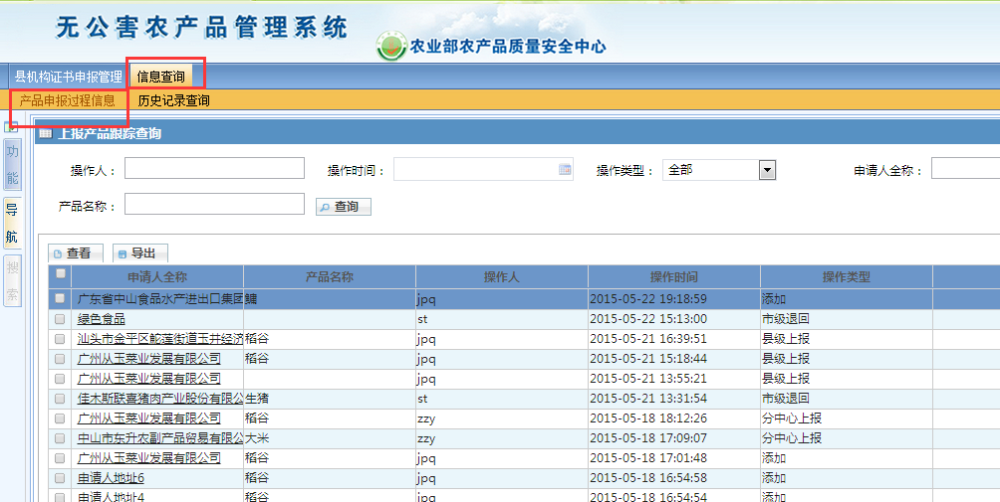 无公害农产品管理系统
农业部农产品质量安全中心
县机构证书申报管理 信息查询
产品申报过程信息 历史记录查询
上报产品跟踪查询
功能
导航
搜索
操作人： 操作时间： 操作类型： 全部 申请人全称：
产品名称： 查询
查看 导出
申请人全称 产品名称 操作人 操作时间 操作类型
广东省中山食品水产进出口集团 鳙 jpq 2015-05-22 19:18:59 添加
绿色食品 st 2015-05-22 15:13:00 市级退回
汕头市金平区鮀莲街道玉井经济 稻谷 jpq 2015-05-21 16:39:51 县级上报
广州从玉菜业发展有限公司 稻谷 jpq 2015-05-21 15:18:44 县级上报
广州从玉菜业发展有限公司 jpq 2015-05-21 13:55:21 县级上报
佳木斯联喜猪肉产业股份有限公 生猪 st 2015-05-21 13:31:54 市级退回
广州从玉菜业发展有限公司 稻谷 zzy 2015-05-18 18:12:26 分中心上报
中山市东升农副产品贸易有限公 大米 zzy 2015-05-18 17:09:07 分中心上报
广州从玉菜业发展有限公司 稻谷 jpq 2015-05-18 17:01:48 添加
申请人地址6 稻谷 jpq 2015-05-18 16:54:58 添加
申请人地址4 稻谷 jpq 2015-05-18 16:54:54 添加